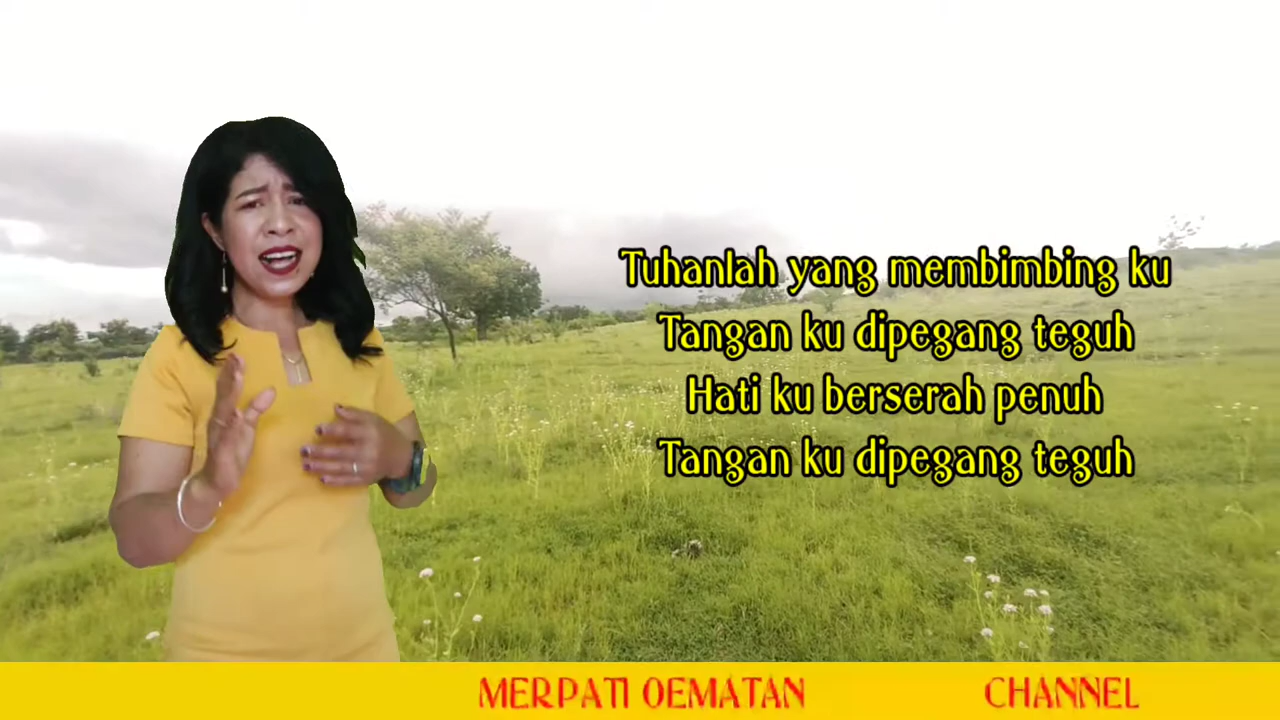 Tuhanlah yang membimbing ku
Tangan ku dipegang teguh
Hati ku berserah penuh
Tangan ku dipegang teguh
MERPATI OEMATAN CHANNEL